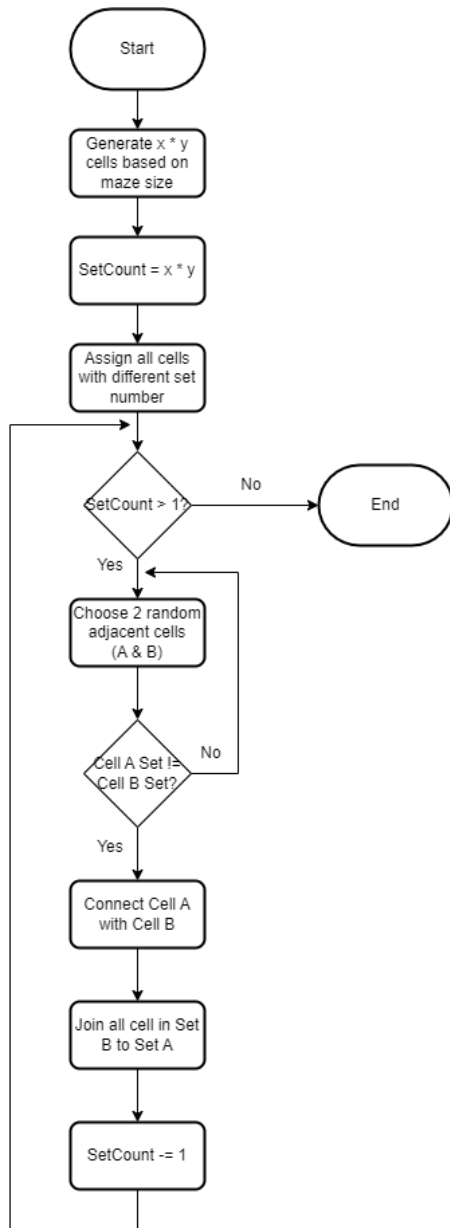 Start
Generate x * y
cells based on
maze size
SetCount = x * y
Assign all cells
with different set
number
SetCount > 1?
No
End
Yes
Choose 2 random
adjacent cells
(A & B)
Cell A Set !=
Cell B Set?
No
Yes
Connect Cell A
with Cell B
Join all cell in Set
B to Set A
SetCount -= 1